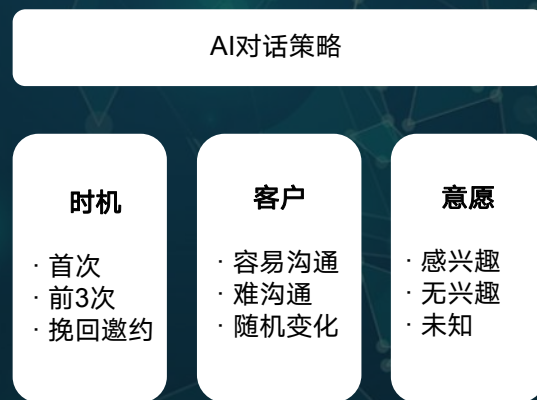 AI对话策略
时机
· 首次
· 前3次
· 挽回邀约
客户
· 容易沟通
· 难沟通
· 随机变化
意愿
· 感兴趣
· 无兴趣
· 未知